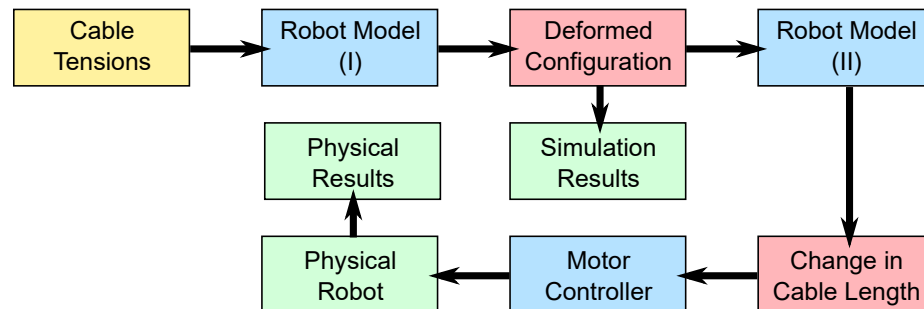 Cable
Tensions
Robot Model
(I)
Deformed
Configuration
Robot Model
(II)
Physical
Results
Simulation
Results
Physical
Robot
Motor
Controller
Change in
Cable Length